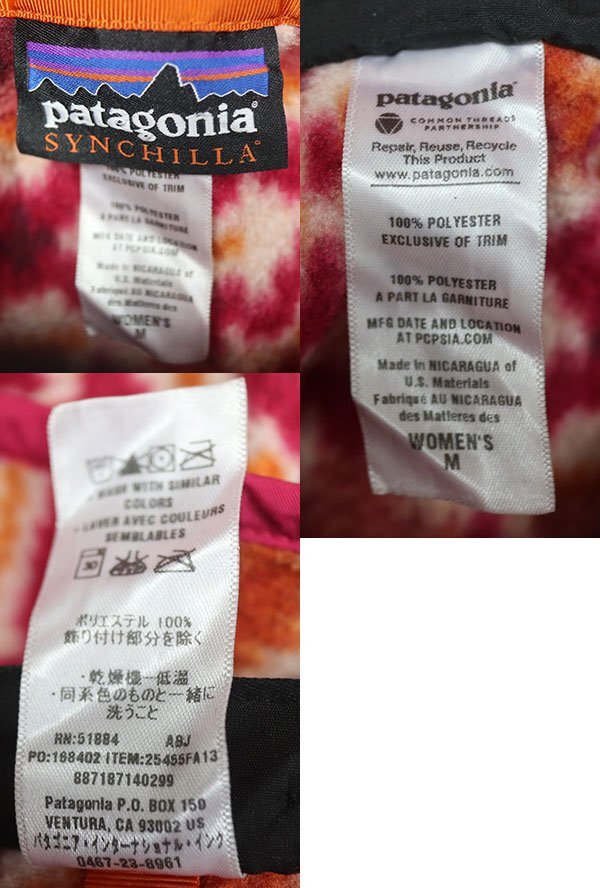 patagonia®
SYNCHILLA®
100% POLYESTER
EXCLUSIVE OF TRIM
100% POLYESTER
A PART LA GARNITURE
MFG DATE AND LOCATION
AT PCPSIA.COM
Made in NICARAGUA of
U.S. Materials
Fabriqué AU NICARAGUA
des Matieres des
WOMEN'S
M
patagonia
COMMON THREADS
PARTNERSHIP
Repair, Reuse, Recycle
This Product
www.patagonia.com
100% POLYESTER
EXCLUSIVE OF TRIM
100% POLYESTER
A PART LA GARNITURE
MFG DATE AND LOCATION
AT PCPSIA.COM
Made in NICARAGUA of
U.S. Materials
Fabriqué AU NICARAGUA
des Matieres des
WOMEN'S
M
WITH SIMILAR
COLORS
LAVER AVEC COULEURS
SEMBLABLES
30
ポリエステル 100%
飾り付け部分を除く
・乾燥機一低温
・同系色のものと一緒に
洗うこと
RN:51884 ABJ
PO:168402 ITEM:25455FA13
887187140299
Patagonia P.O. BOX 150
VENTURA, CA 93002 US
パタゴニア・インターナショナル・インク
0467-23-8961